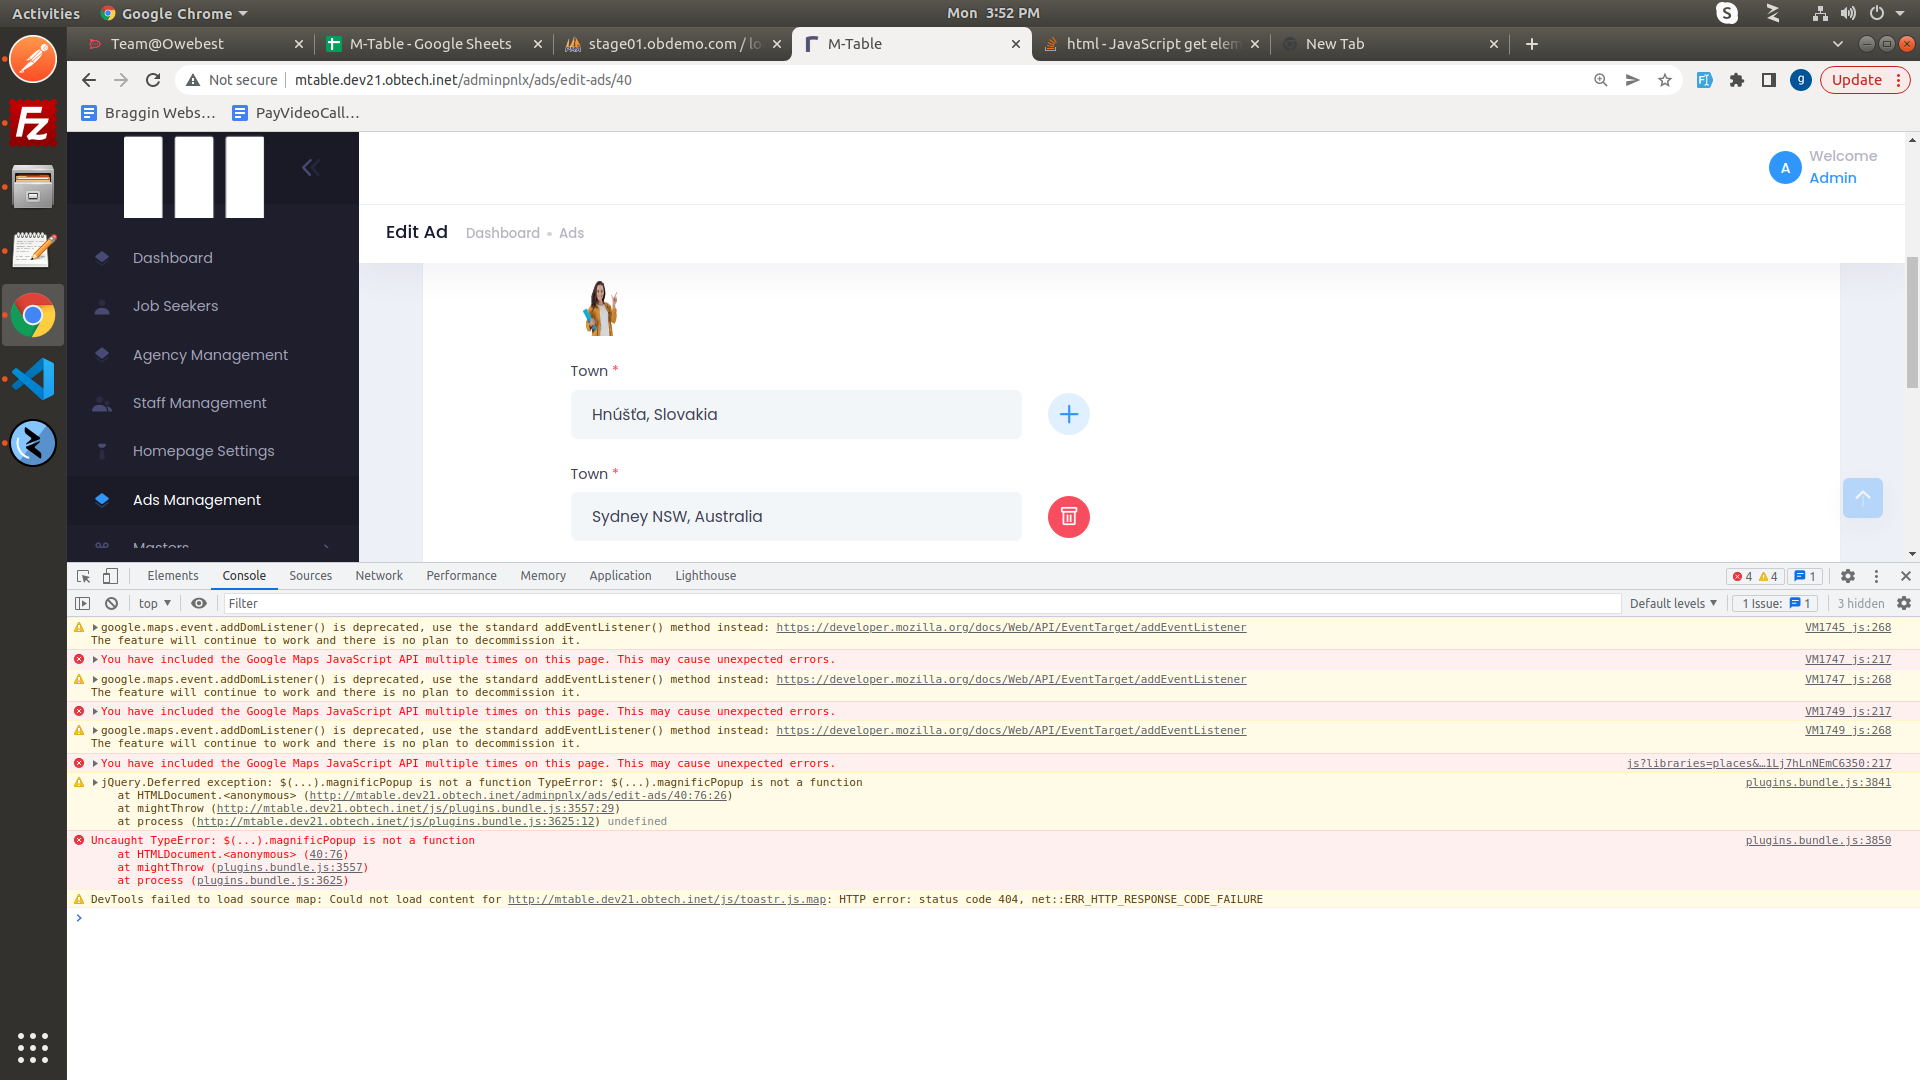 Activities
Google Chrome
Mon 3:52 PM
Team@Owebest
M-Table - Google Sheets
stage01.obdemo.com / lo
M-Table
html - JavaScript get elem
New Tab
Not secure
mtable.dev21.obtech.inet/adminpnlx/ads/edit-ads/40
g
Update
Braggin Webs…
PayVideoCall…
A
Welcome
Admin
Edit Ad
Dashboard
Ads
Dashboard
Job Seekers
Agency Management
Staff Management
Homepage Settings
Ads Management
Masters
Town *
Hnúšťa, Slovakia
Town *
Sydney NSW, Australia
Elements
Console
Sources
Network
Performance
Memory
Application
Lighthouse
4
4
1
top
Filter
Default levels
1 Issue:
1
3 hidden
google.maps.event.addDomListener() is deprecated, use the standard addEventListener() method instead: https://developer.mozilla.org/docs/Web/API/EventTarget/addEventListener VM1745 js:268
The feature will continue to work and there is no plan to decommission it.
You have included the Google Maps JavaScript API multiple times on this page. This may cause unexpected errors. VM1747 js:217
google.maps.event.addDomListener() is deprecated, use the standard addEventListener() method instead: https://developer.mozilla.org/docs/Web/API/EventTarget/addEventListener VM1747 js:268
The feature will continue to work and there is no plan to decommission it.
You have included the Google Maps JavaScript API multiple times on this page. This may cause unexpected errors. VM1749 js:217
google.maps.event.addDomListener() is deprecated, use the standard addEventListener() method instead: https://developer.mozilla.org/docs/Web/API/EventTarget/addEventListener VM1749 js:268
The feature will continue to work and there is no plan to decommission it.
You have included the Google Maps JavaScript API multiple times on this page. This may cause unexpected errors. js?libraries=places&…1Lj7hLnNEmC6350:217
jQuery.Deferred exception: $(...).magnificPopup is not a function TypeError: $(...).magnificPopup is not a function plugins.bundle.js:3841
at HTMLDocument.<anonymous> (http://mtable.dev21.obtech.inet/adminpnlx/ads/edit-ads/40:76:26)
at mightThrow (http://mtable.dev21.obtech.inet/js/plugins.bundle.js:3557:29)
at process (http://mtable.dev21.obtech.inet/js/plugins.bundle.js:3625:12) undefined
Uncaught TypeError: $(...).magnificPopup is not a function plugins.bundle.js:3850
at HTMLDocument.<anonymous> (40:76)
at mightThrow (plugins.bundle.js:3557)
at process (plugins.bundle.js:3625)
DevTools failed to load source map: Could not load content for http://mtable.dev21.obtech.inet/js/toastr.js.map: HTTP error: status code 404, net::ERR_HTTP_RESPONSE_CODE_FAILURE